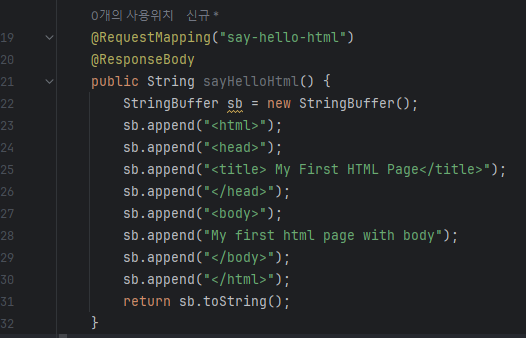 0개의 사용위치 신규 *
19 @RequestMapping("say-hello-html")
20 @ResponseBody
21 public String sayHelloHtml() {
22 StringBuffer sb = new StringBuffer();
23 sb.append("<html>");
24 sb.append("<head>");
25 sb.append("<title> My First HTML Page</title>");
26 sb.append("</head>");
27 sb.append("<body>");
28 sb.append("My first html page with body");
29 sb.append("</body>");
30 sb.append("</html>");
31 return sb.toString();
32 }